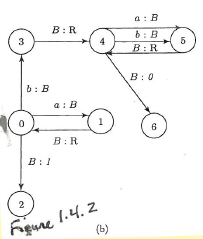 a : B
B : R
b : B
3
4
B : R
5
b : B
B : 0
a : B
0
1
6
B : R
B : 1
2
Figure 1.4.2
(b)